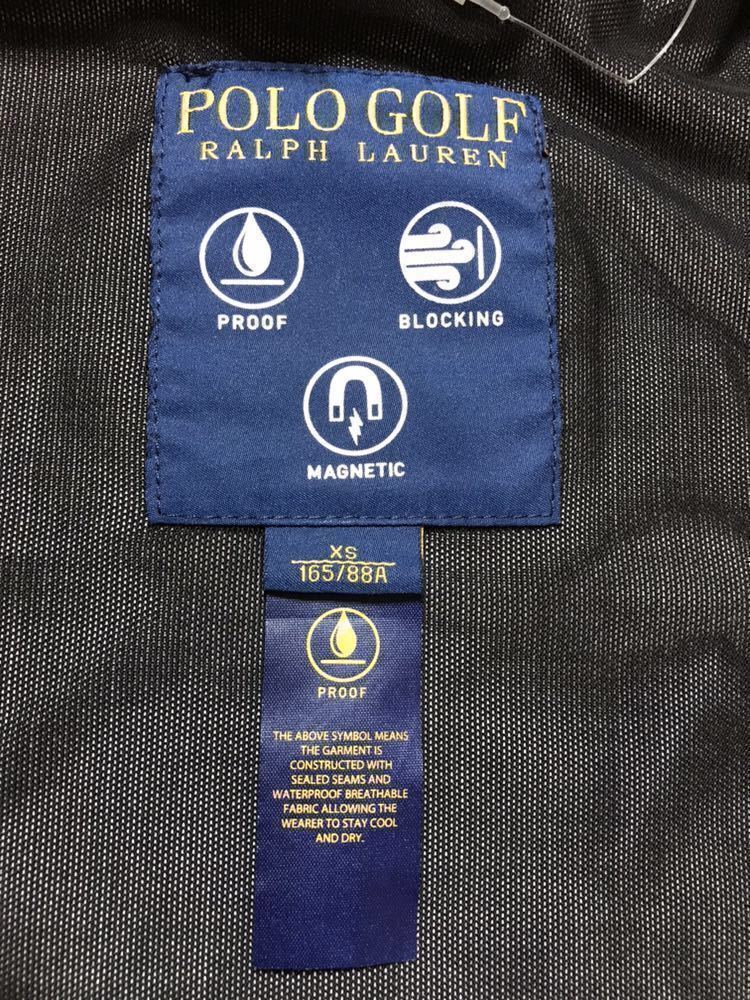 POLO GOLF
RALPH LAUREN
PROOF
BLOCKING
MAGNETIC
XS
165/88A
PROOF
THE ABOVE SYMBOL MEANS
THE GARMENT IS
CONSTRUCTED WITH
SEALED SEAMS AND
WATERPROOF BREATHABLE
FABRIC ALLOWING THE
WEARER TO STAY COOL
AND DRY.